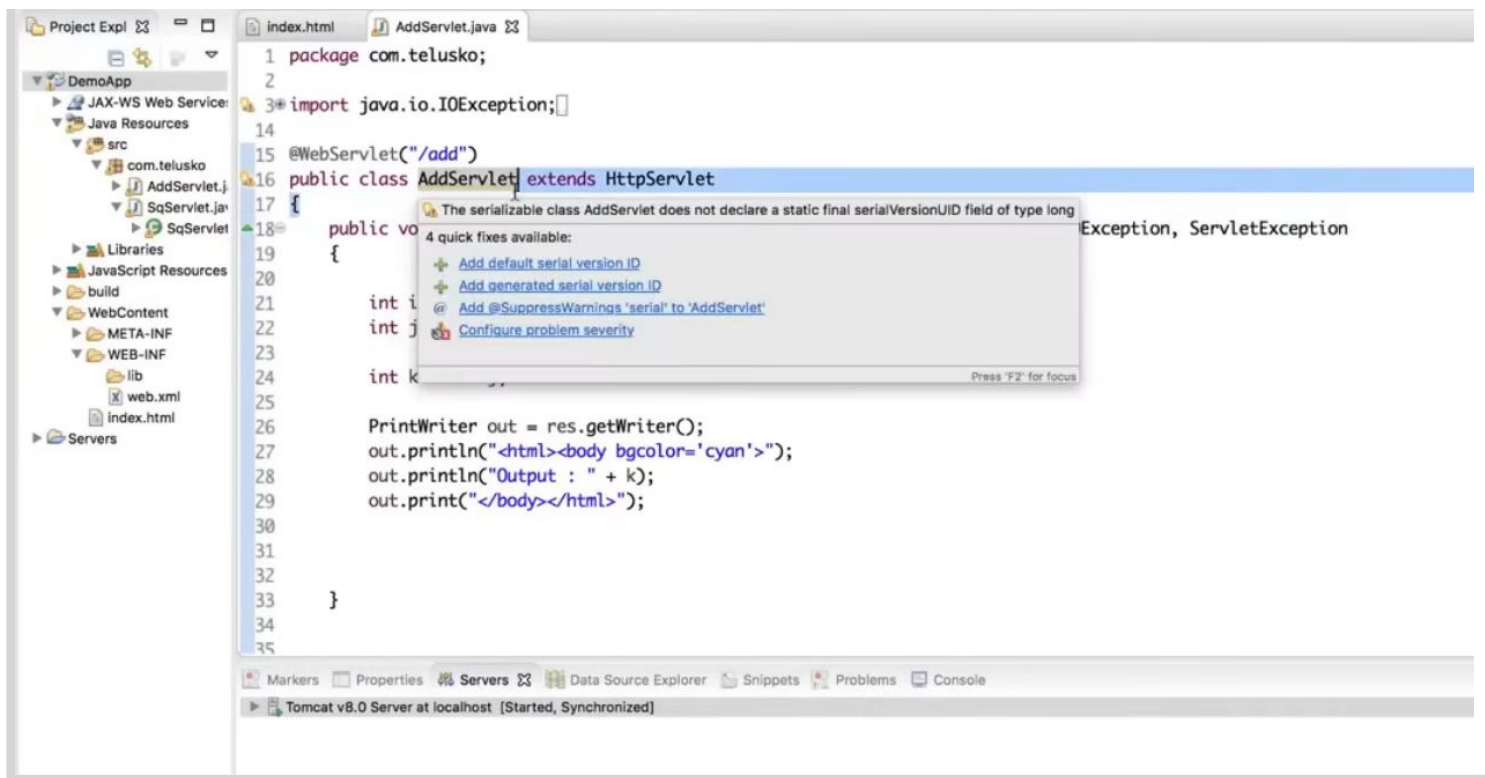 Project Expl
index.html
AddServlet.java
DemoApp
JAX-WS Web Service
Java Resources
src
com.telusko
AddServlet.j
SqServlet.jav
SqServlet
Libraries
JavaScript Resources
build
WebContent
META-INF
WEB-INF
lib
web.xml
index.html
Servers
1 package com.telusko;
2
3 import java.io.IOException;
14
15 @WebServlet("/add")
16 public class AddServlet extends HttpServlet
17 {
18 public vo Exception, ServletException
19 {
20
21 int i
22 int j
23
24 int k
25
26 PrintWriter out = res.getWriter();
27 out.println("<html><body bgcolor='cyan'>");
28 out.println("Output : " + k);
29 out.print("</body></html>");
30
31
32
33 }
34
35
The serializable class AddServlet does not declare a static final serialVersionUID field of type long
4 quick fixes available:
Add default serial version ID
Add generated serial version ID
@ Add @SuppressWarnings 'serial' to 'AddServlet'
Configure problem severity
Press 'F2' for focus
Markers Properties Servers Data Source Explorer Snippets Problems Console
Tomcat v8.0 Server at localhost [Started, Synchronized]